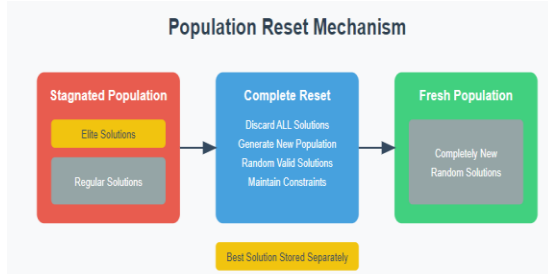 Population Reset Mechanism
Stagnated Population
Elite Solutions
Regular Solutions
Complete Reset
Discard ALL Solutions
Generate New Population
Random Valid Solutions
Maintain Constraints
Fresh Population
Completely New
Random Solutions
Best Solution Stored Separately